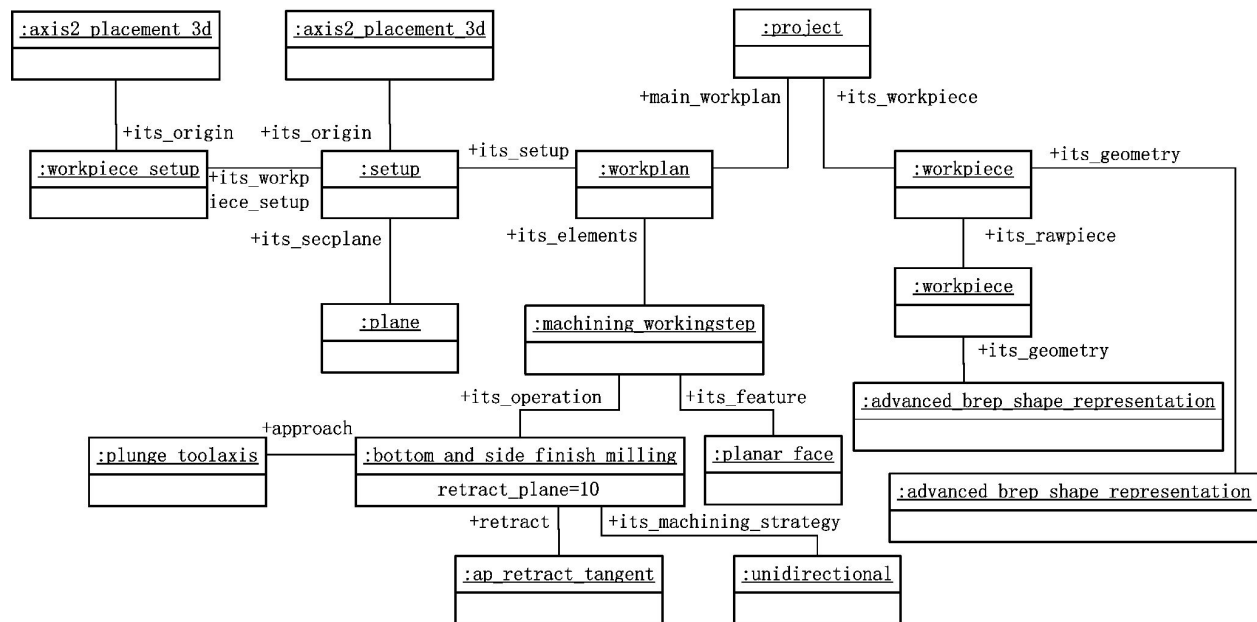 :axis2_placement_3d
:axis2_placement_3d
:project
+main_workplan
+its_workpiece
+its_origin
+its_origin
:workpiece_setup
+its_workp
iece_setup
:setup
+its_setup
:workplan
:workpiece
+its_geometry
+its_secplane
+its_elements
+its_rawpiece
:workpiece
:plane
:machining_workingstep
+its_geometry
+its_operation
+its_feature
:advanced_brep_shape_representation
+approach
:plunge_toolaxis
:bottom_and_side_finish_milling
retract_plane=10
:planar_face
:advanced_brep_shape_representation
+retract
+its_machining_strategy
:ap_retract_tangent
:unidirectional